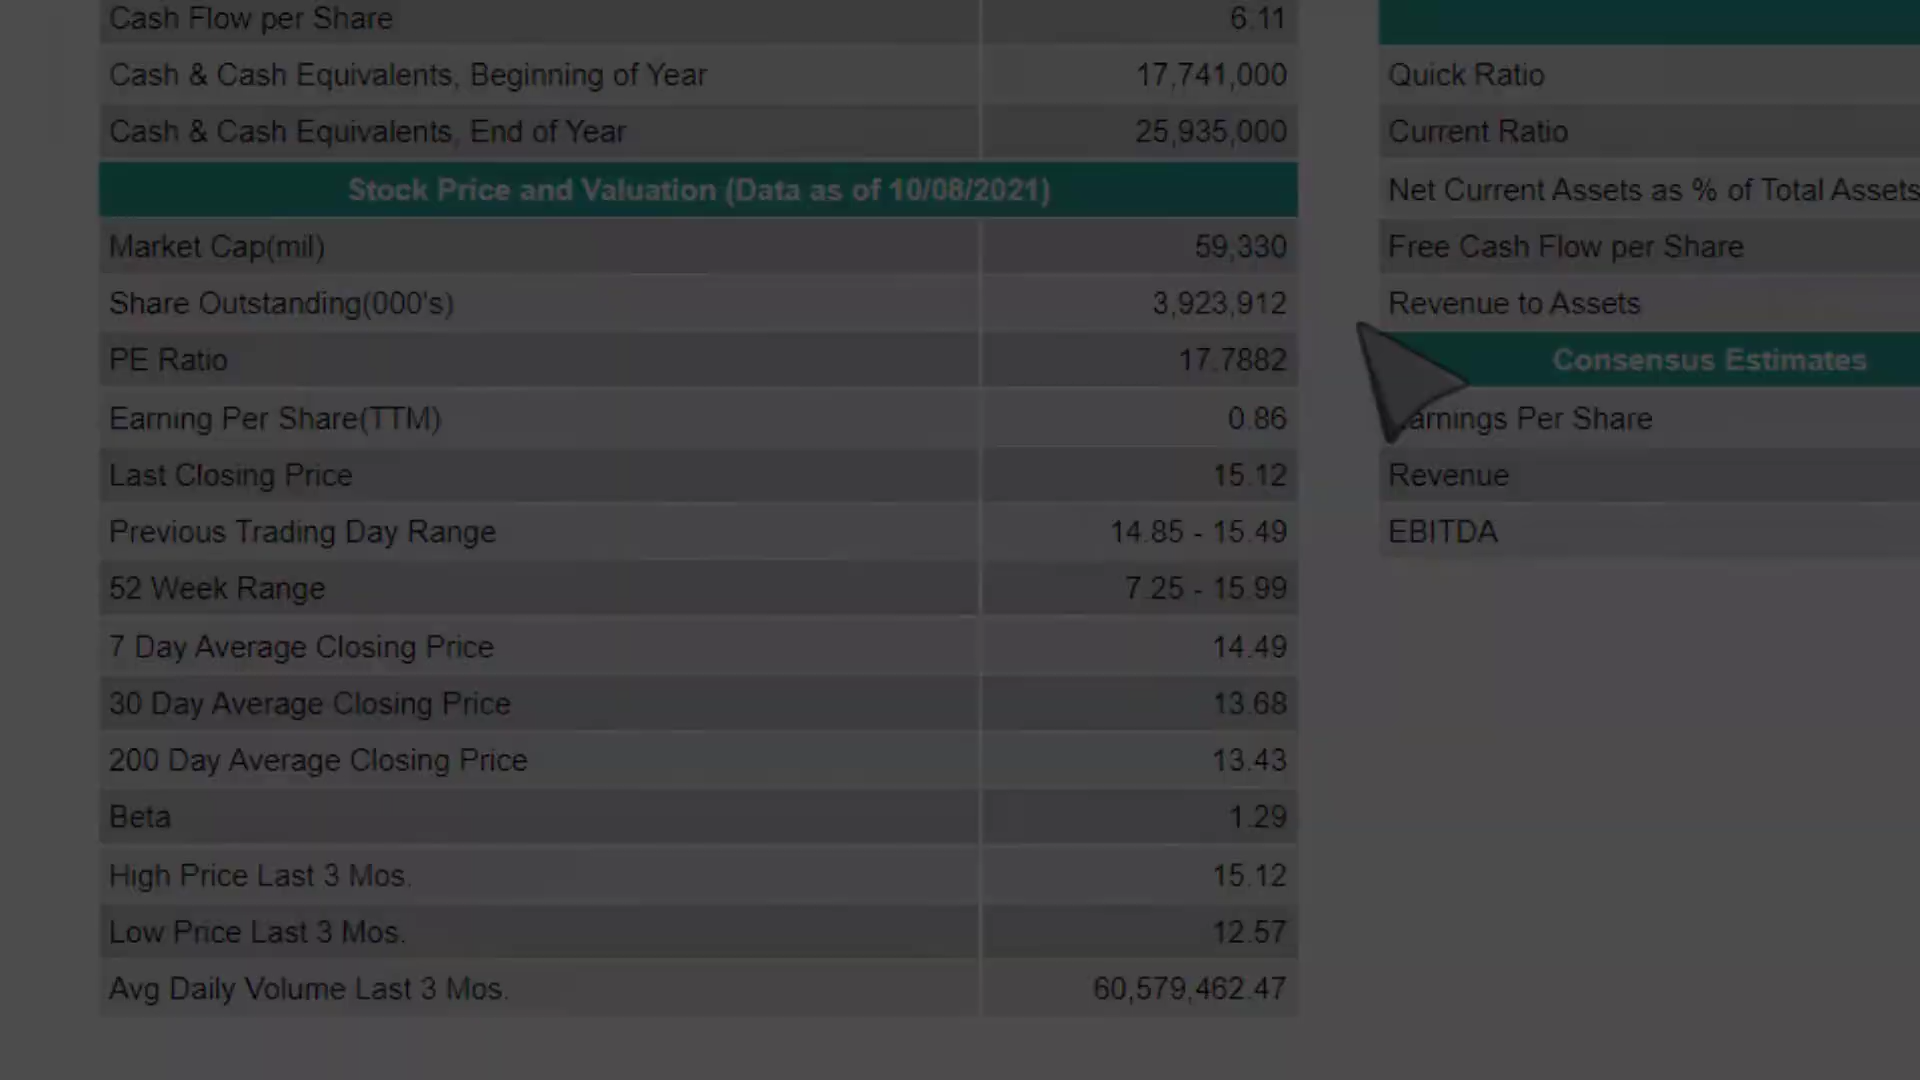 Cash Flow per Share 6.11
Cash & Cash Equivalents, Beginning of Year 17,741,000
Cash & Cash Equivalents, End of Year 25,935,000
Stock Price and Valuation (Data as of 10/08/2021)
Market Cap(mil) 59,330
Share Outstanding(000's) 3,923,912
PE Ratio 17.7882
Earning Per Share(TTM) 0.86
Last Closing Price 15.12
Previous Trading Day Range 14.85 - 15.49
52 Week Range 7.25 - 15.99
7 Day Average Closing Price 14.49
30 Day Average Closing Price 13.68
200 Day Average Closing Price 13.43
Beta 1.29
High Price Last 3 Mos. 15.12
Low Price Last 3 Mos. 12.57
Avg Daily Volume Last 3 Mos. 60,579,462.47
Quick Ratio
Current Ratio
Net Current Assets as % of Total Assets
Free Cash Flow per Share
Revenue to Assets
Consensus Estimates
Earnings Per Share
Revenue
EBITDA